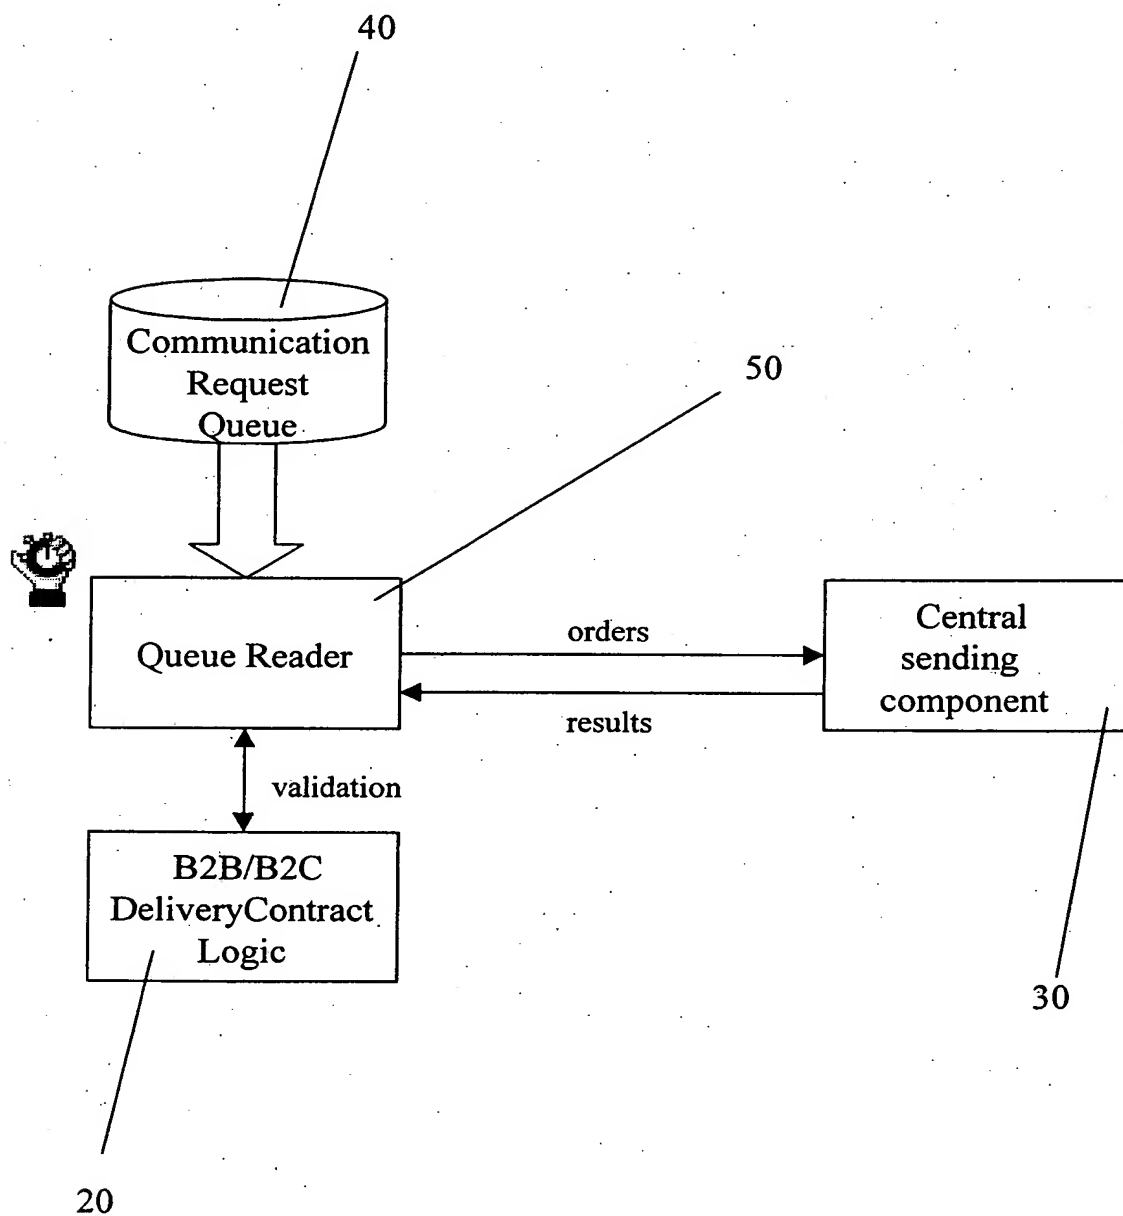 40
Communication
Request
Queue
50
Queue Reader
orders
results
Central
sending
component
validation
B2B/B2C
DeliveryContract
Logic
30
20